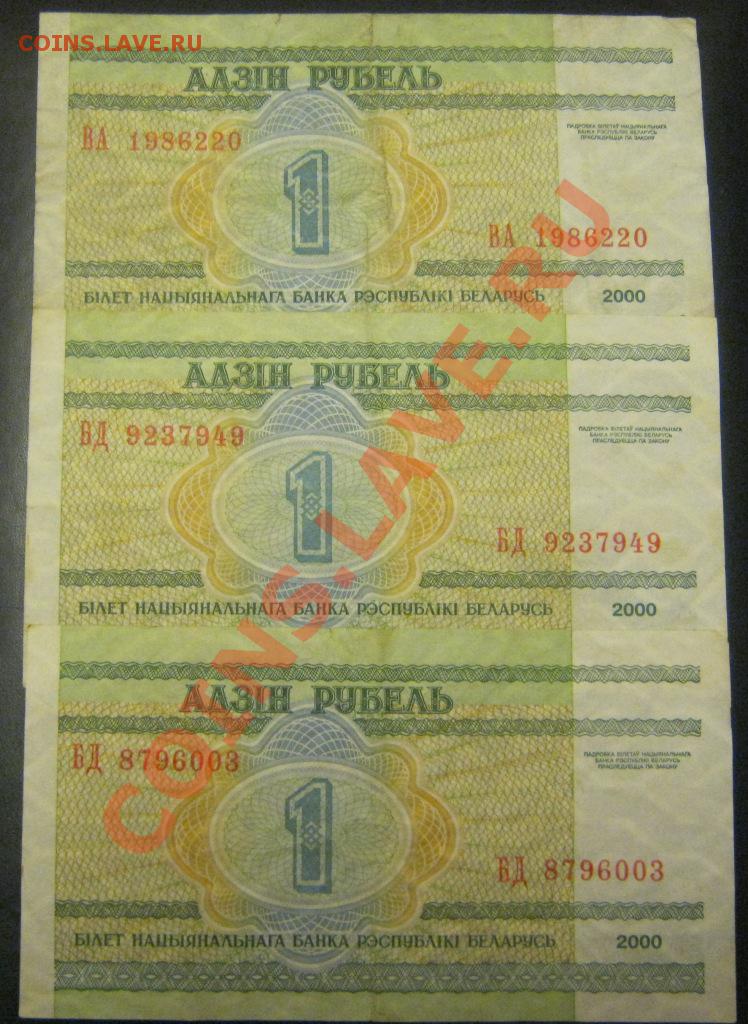 COINS.LAVE.RU
АДЗІН РУБЕЛЬ
ПАДРОБКА БІЛЕТАЎ НАЦЫЯНАЛЬНАГА
БАНКА РЭСПУБЛІКІ БЕЛАРУСЬ
ПРАСЛЕДУЕЦЦА ПА ЗАКОНУ
ВА 1986220
1
ВА 1986220
БІЛЕТ НАЦЫЯНАЛЬНАГА БАНКА РЭСПУБЛІКІ БЕЛАРУСЬ 2000
АДЗІН РУБЕЛЬ
ПАДРОБКА БІЛЕТАЎ НАЦЫЯНАЛЬНАГА
БАНКА РЭСПУБЛІКІ БЕЛАРУСЬ
ПРАСЛЕДУЕЦЦА ПА ЗАКОНУ
БД 9237949
1
БД 9237949
БІЛЕТ НАЦЫЯНАЛЬНАГА БАНКА РЭСПУБЛІКІ БЕЛАРУСЬ 2000
АДЗІН РУБЕЛЬ
БД 8796003
ПАДРОБКА БІЛЕТАЎ НАЦЫЯНАЛЬНАГА
БАНКА РЭСПУБЛІКІ БЕЛАРУСЬ
ПРАСЛЕДУЕЦЦА ПА ЗАКОНУ
1
БД 8796003
БІЛЕТ НАЦЫЯНАЛЬНАГА БАНКА РЭСПУБЛІКІ БЕЛАРУСЬ 2000
COINS.LAVE.RU